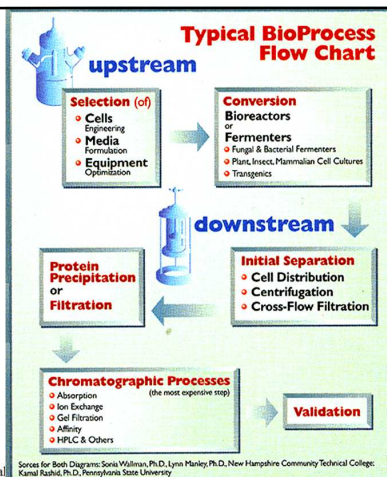 Typical BioProcess
Flow Chart
upstream
Selection (of)
Cells
Engineering
Media
Formulation
Equipment
Optimization
Conversion
Bioreactors
or
Fermenters
Fungal & Bacterial Fermenters
Plant, Insect, Mammalian Cell Cultures
Transgenics
downstream
Initial Separation
Cell Distribution
Centrifugation
Cross-Flow Filtration
Protein
Precipitation
or
Filtration
Chromatographic Processes
(the most expensive step)
Absorption
Ion Exchange
Gel Filtration
Affinity
HPLC & Others
Validation
Sorces for Both Diagrams: Sonia Wallman, Ph.D., Lynn Manley, Ph.D., New Hampshire Community Technical College;
Kamal Rashid, Ph.D., Pennsylvania State University